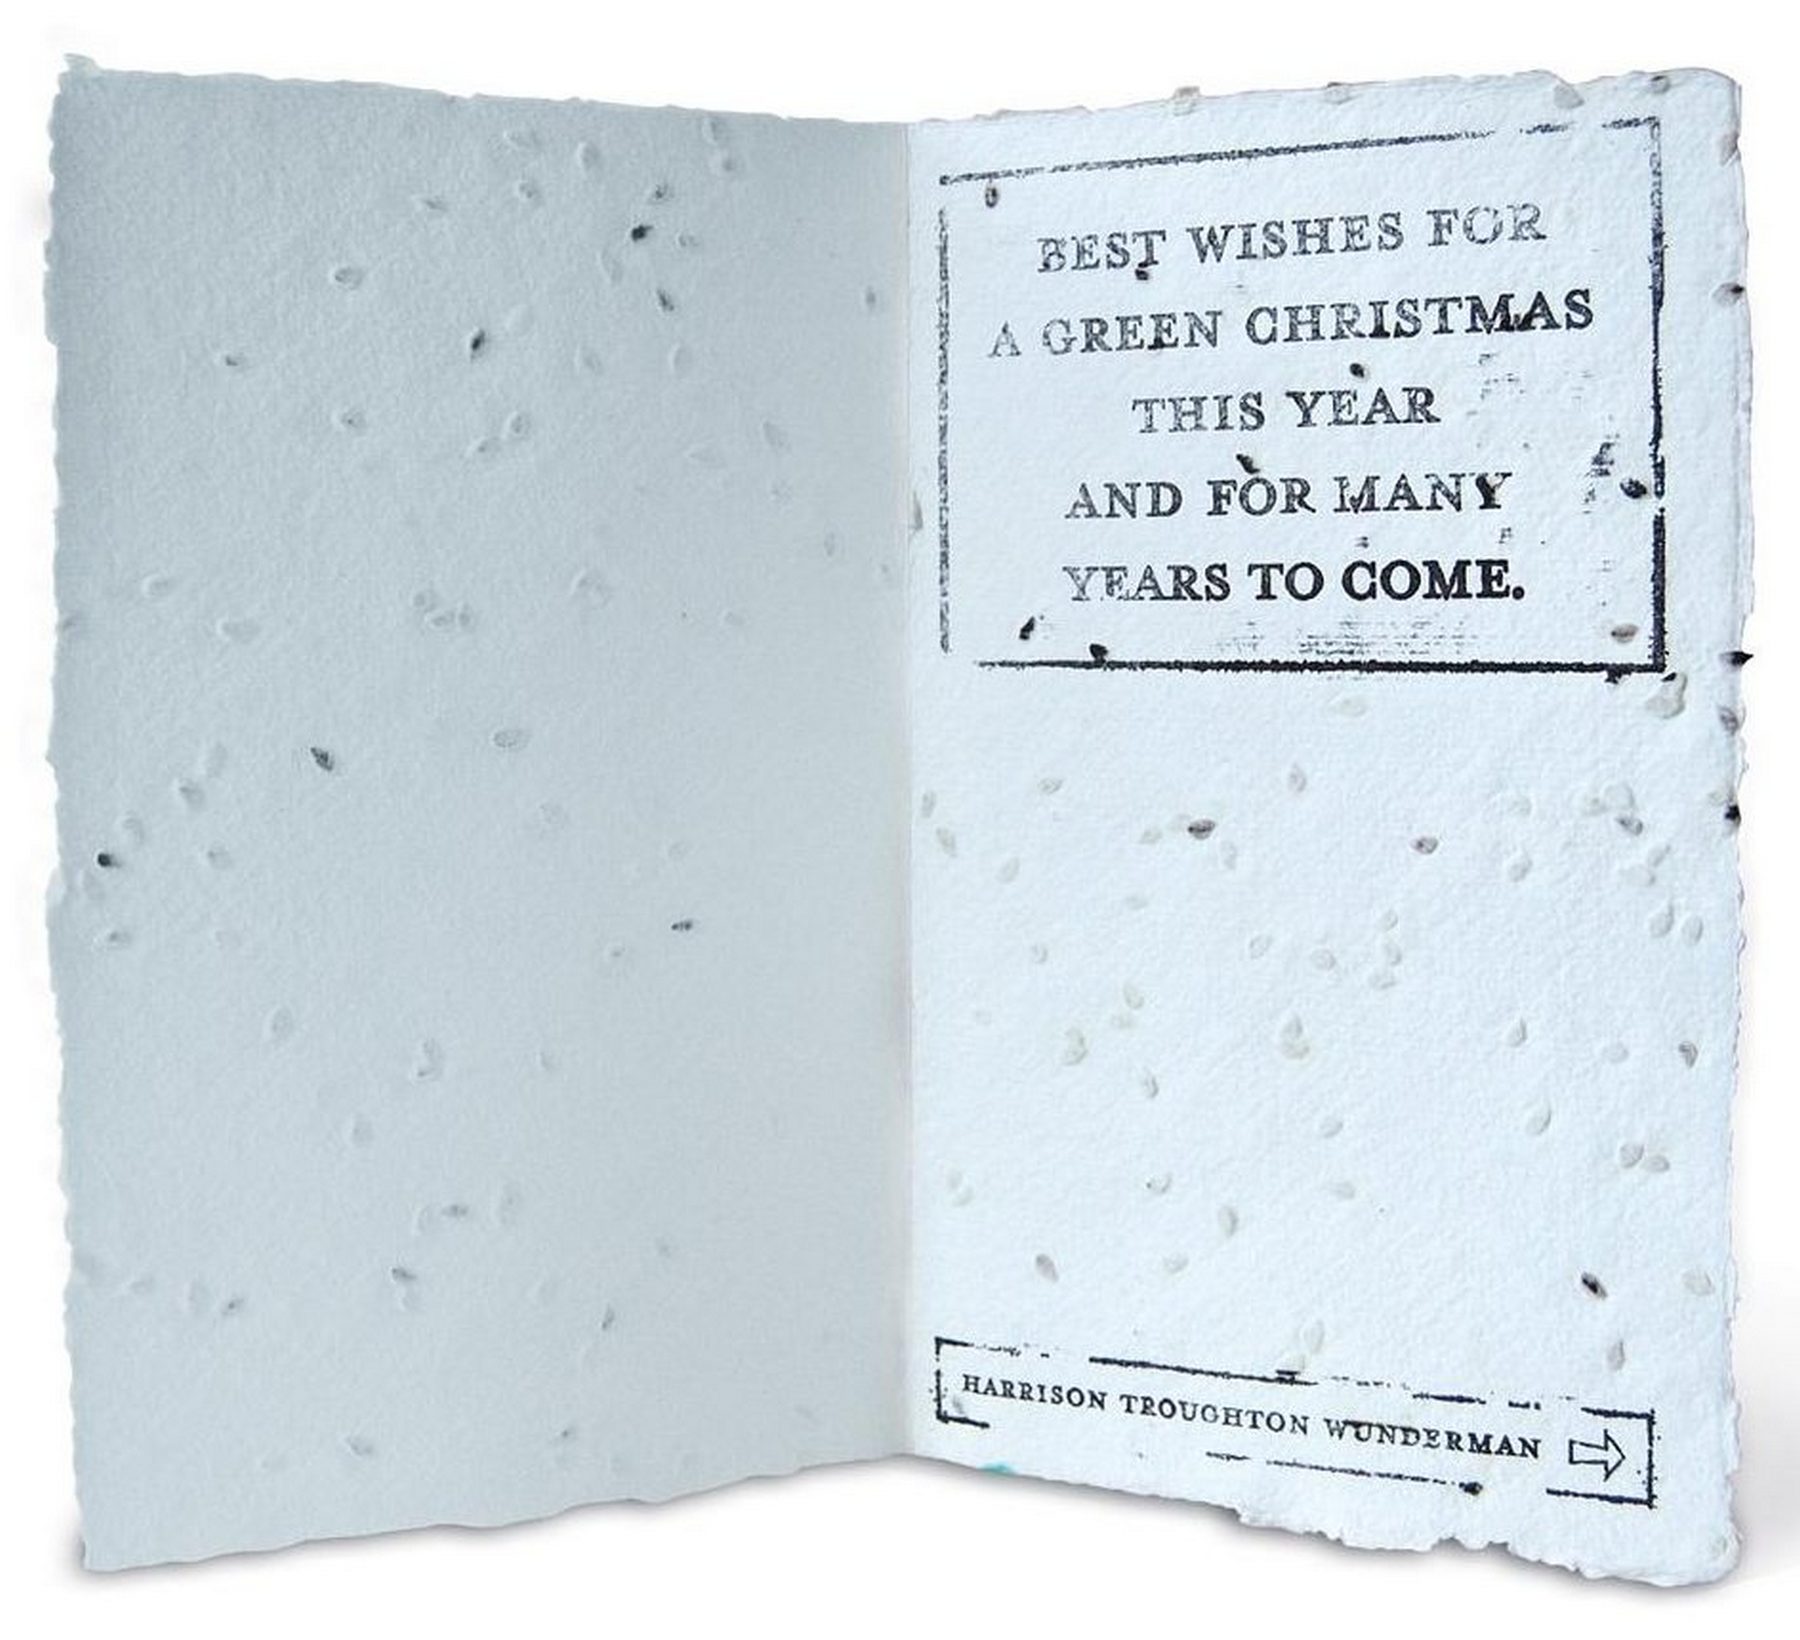 BEST WISHES FOR
A GREEN CHRISTMAS
THIS YEAR
AND FOR MANY
YEARS TO COME.
HARRISON TROUGHTON WUNDERMAN